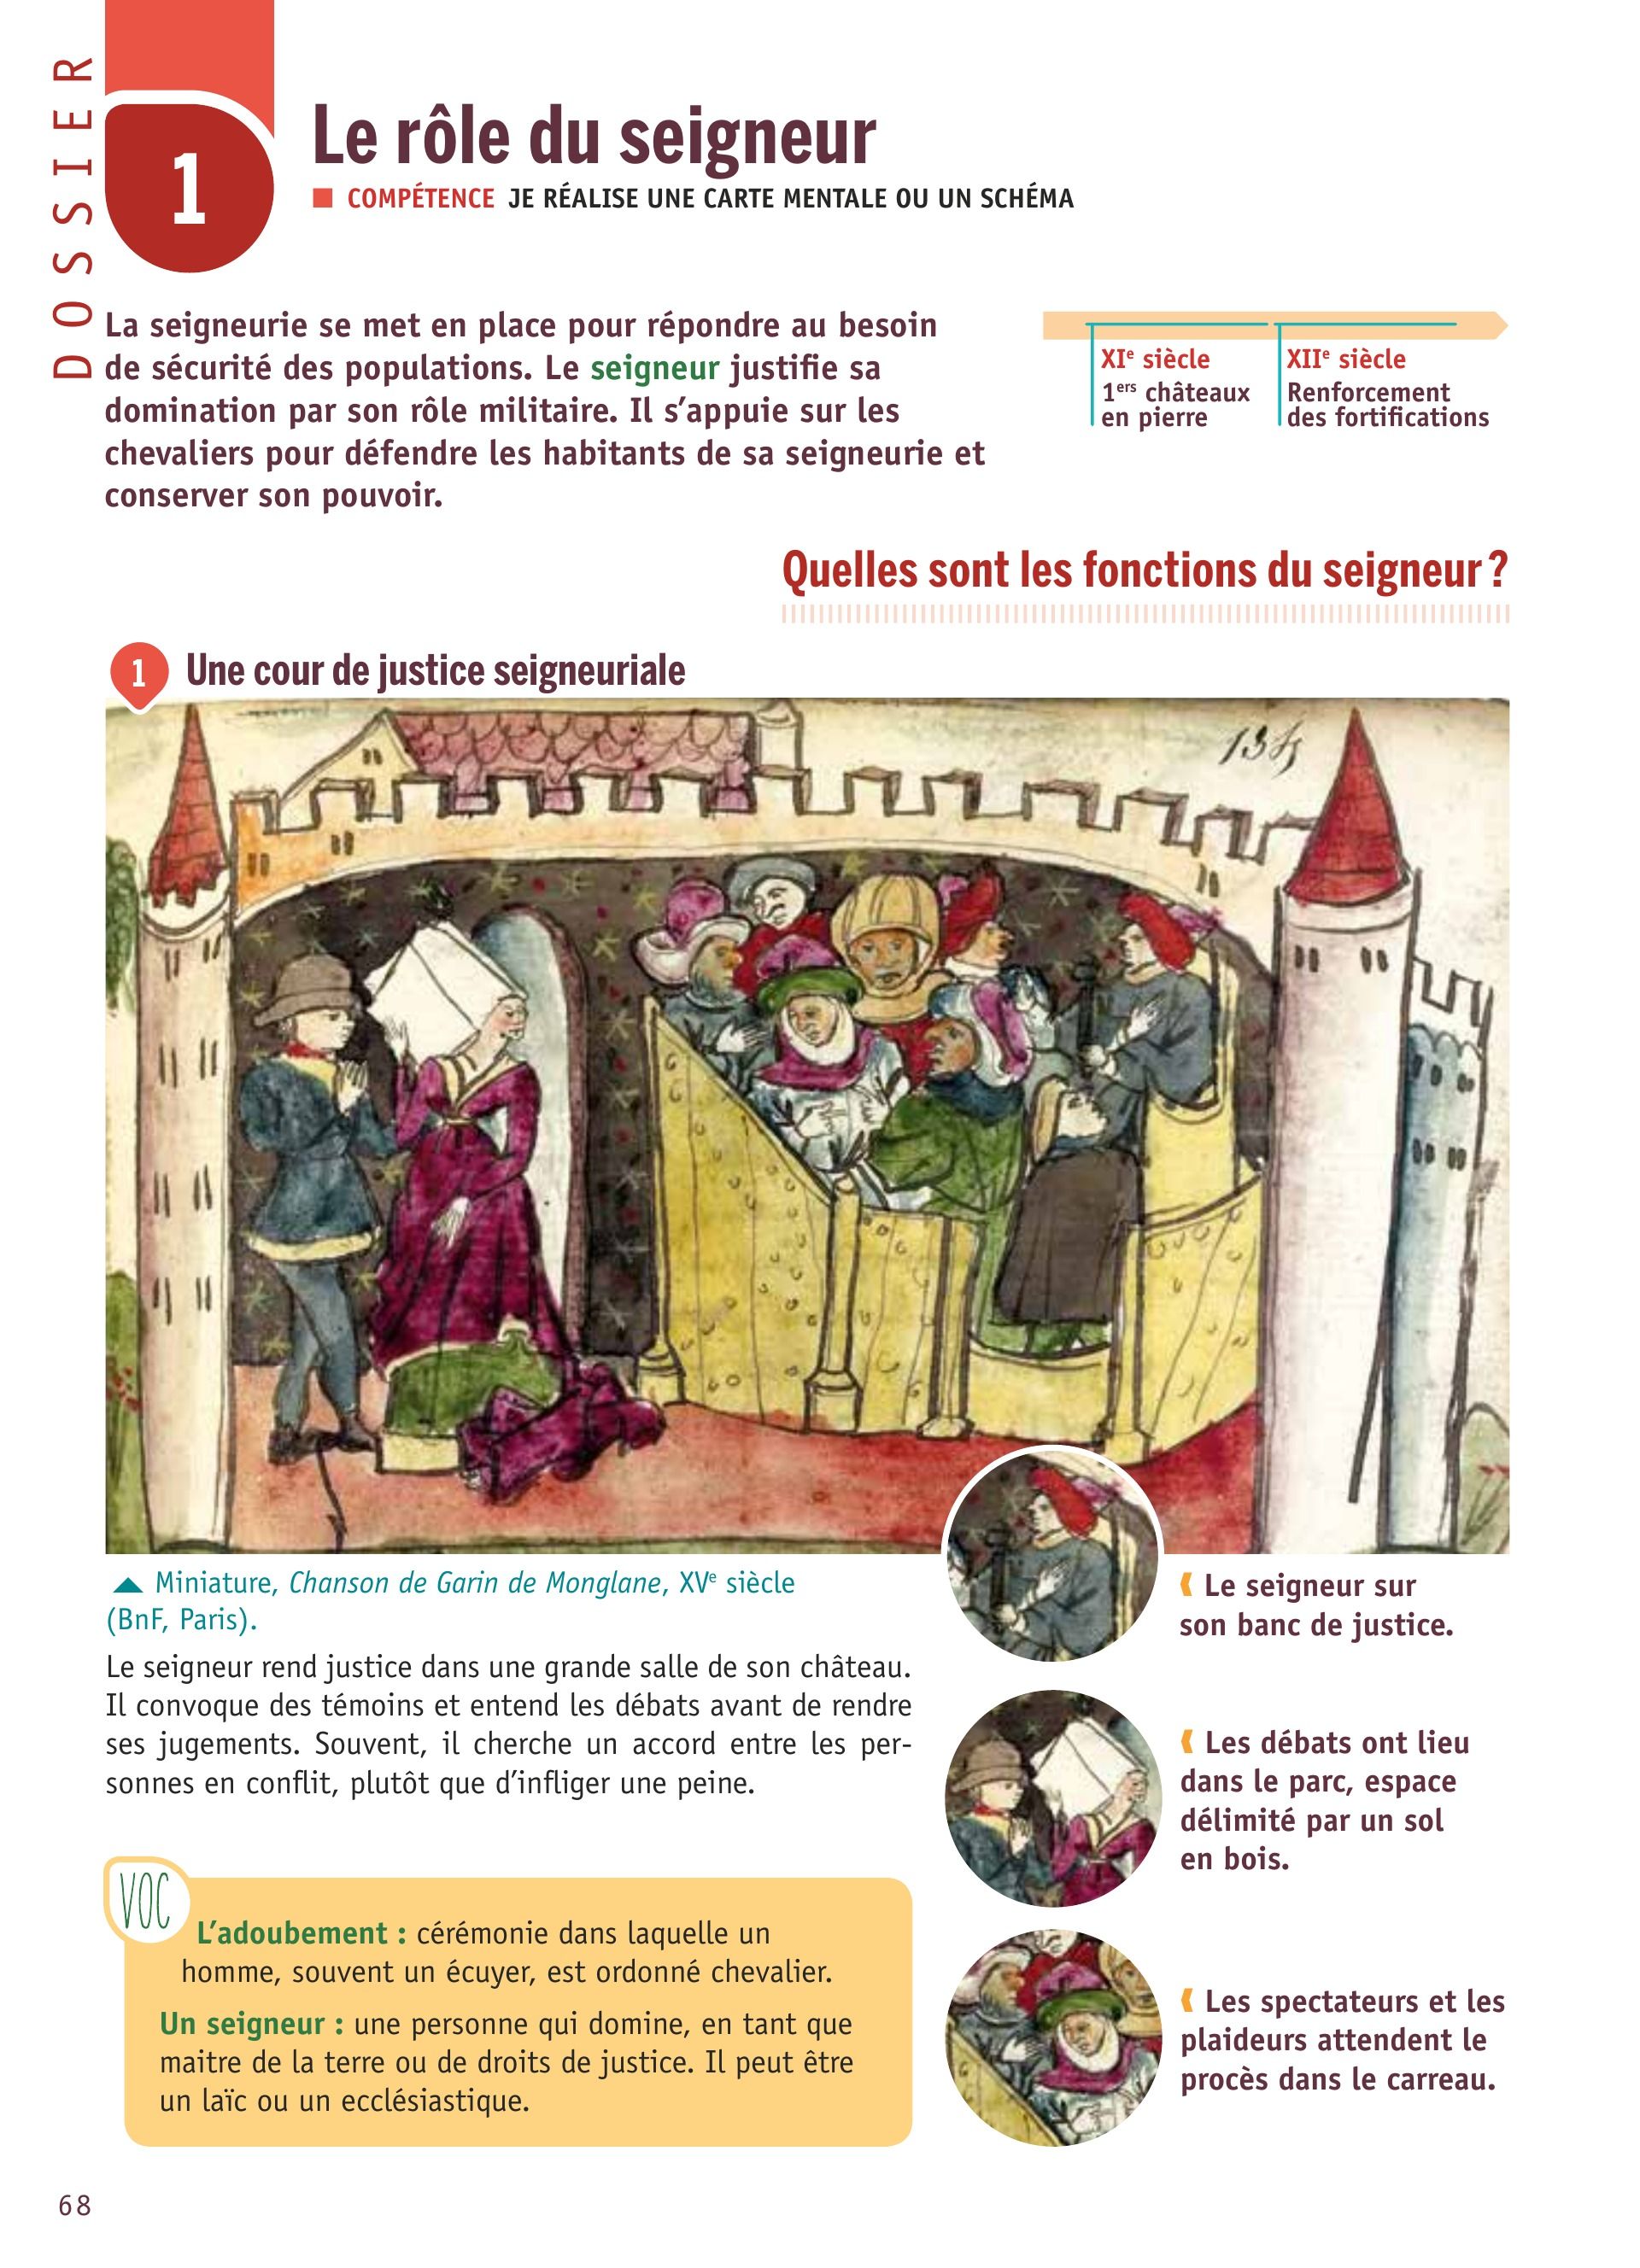 DOSSIER
1
Le rôle du seigneur
COMPÉTENCE JE RÉALISE UNE CARTE MENTALE OU UN SCHÉMA
La seigneurie se met en place pour répondre au besoin
de sécurité des populations. Le seigneur justifie sa
domination par son rôle militaire. Il s’appuie sur les
chevaliers pour défendre les habitants de sa seigneurie et
conserver son pouvoir.
XIe siècle
1ers châteaux
en pierre
XIIe siècle
Renforcement
des fortifications
Quelles sont les fonctions du seigneur ?
1 Une cour de justice seigneuriale
Miniature, Chanson de Garin de Monglane, XVe siècle
(BnF, Paris).
Le seigneur rend justice dans une grande salle de son château.
Il convoque des témoins et entend les débats avant de rendre
ses jugements. Souvent, il cherche un accord entre les per-
sonnes en conflit, plutôt que d’infliger une peine.
Le seigneur sur
son banc de justice.
Les débats ont lieu
dans le parc, espace
délimité par un sol
en bois.
Les spectateurs et les
plaideurs attendent le
procès dans le carreau.
VOC
L’adoubement : cérémonie dans laquelle un
homme, souvent un écuyer, est ordonné chevalier.
Un seigneur : une personne qui domine, en tant que
maitre de la terre ou de droits de justice. Il peut être
un laïc ou un ecclésiastique.
68